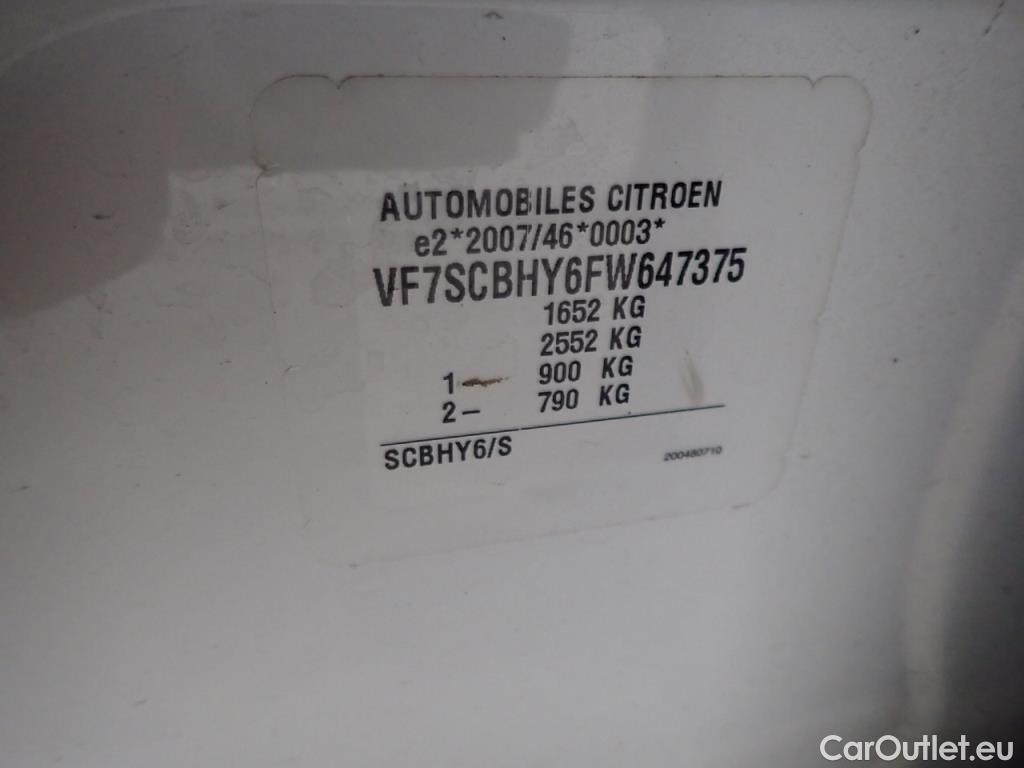 AUTOMOBILES CITROEN
e2*2007/46*0003*
VF7SCBHY6FW647375
1652 KG
2552 KG
1– 900 KG
2– 790 KG
SCBHY6/S 200480710
CarOutlet.eu